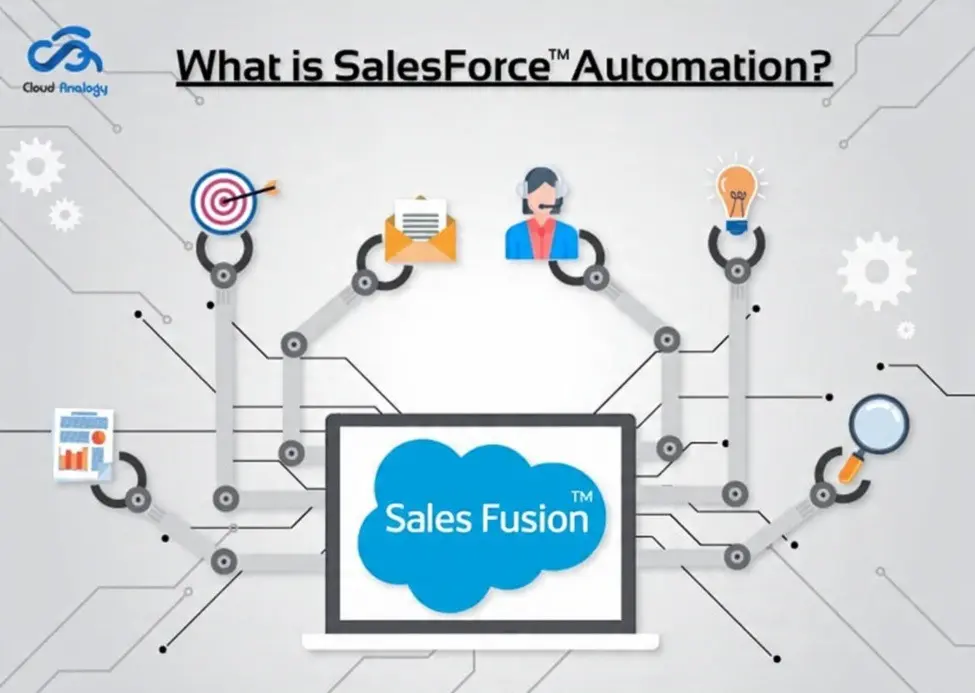 What is SalesForce™ Automation?
Cloud Analogy
Sales Fusion™